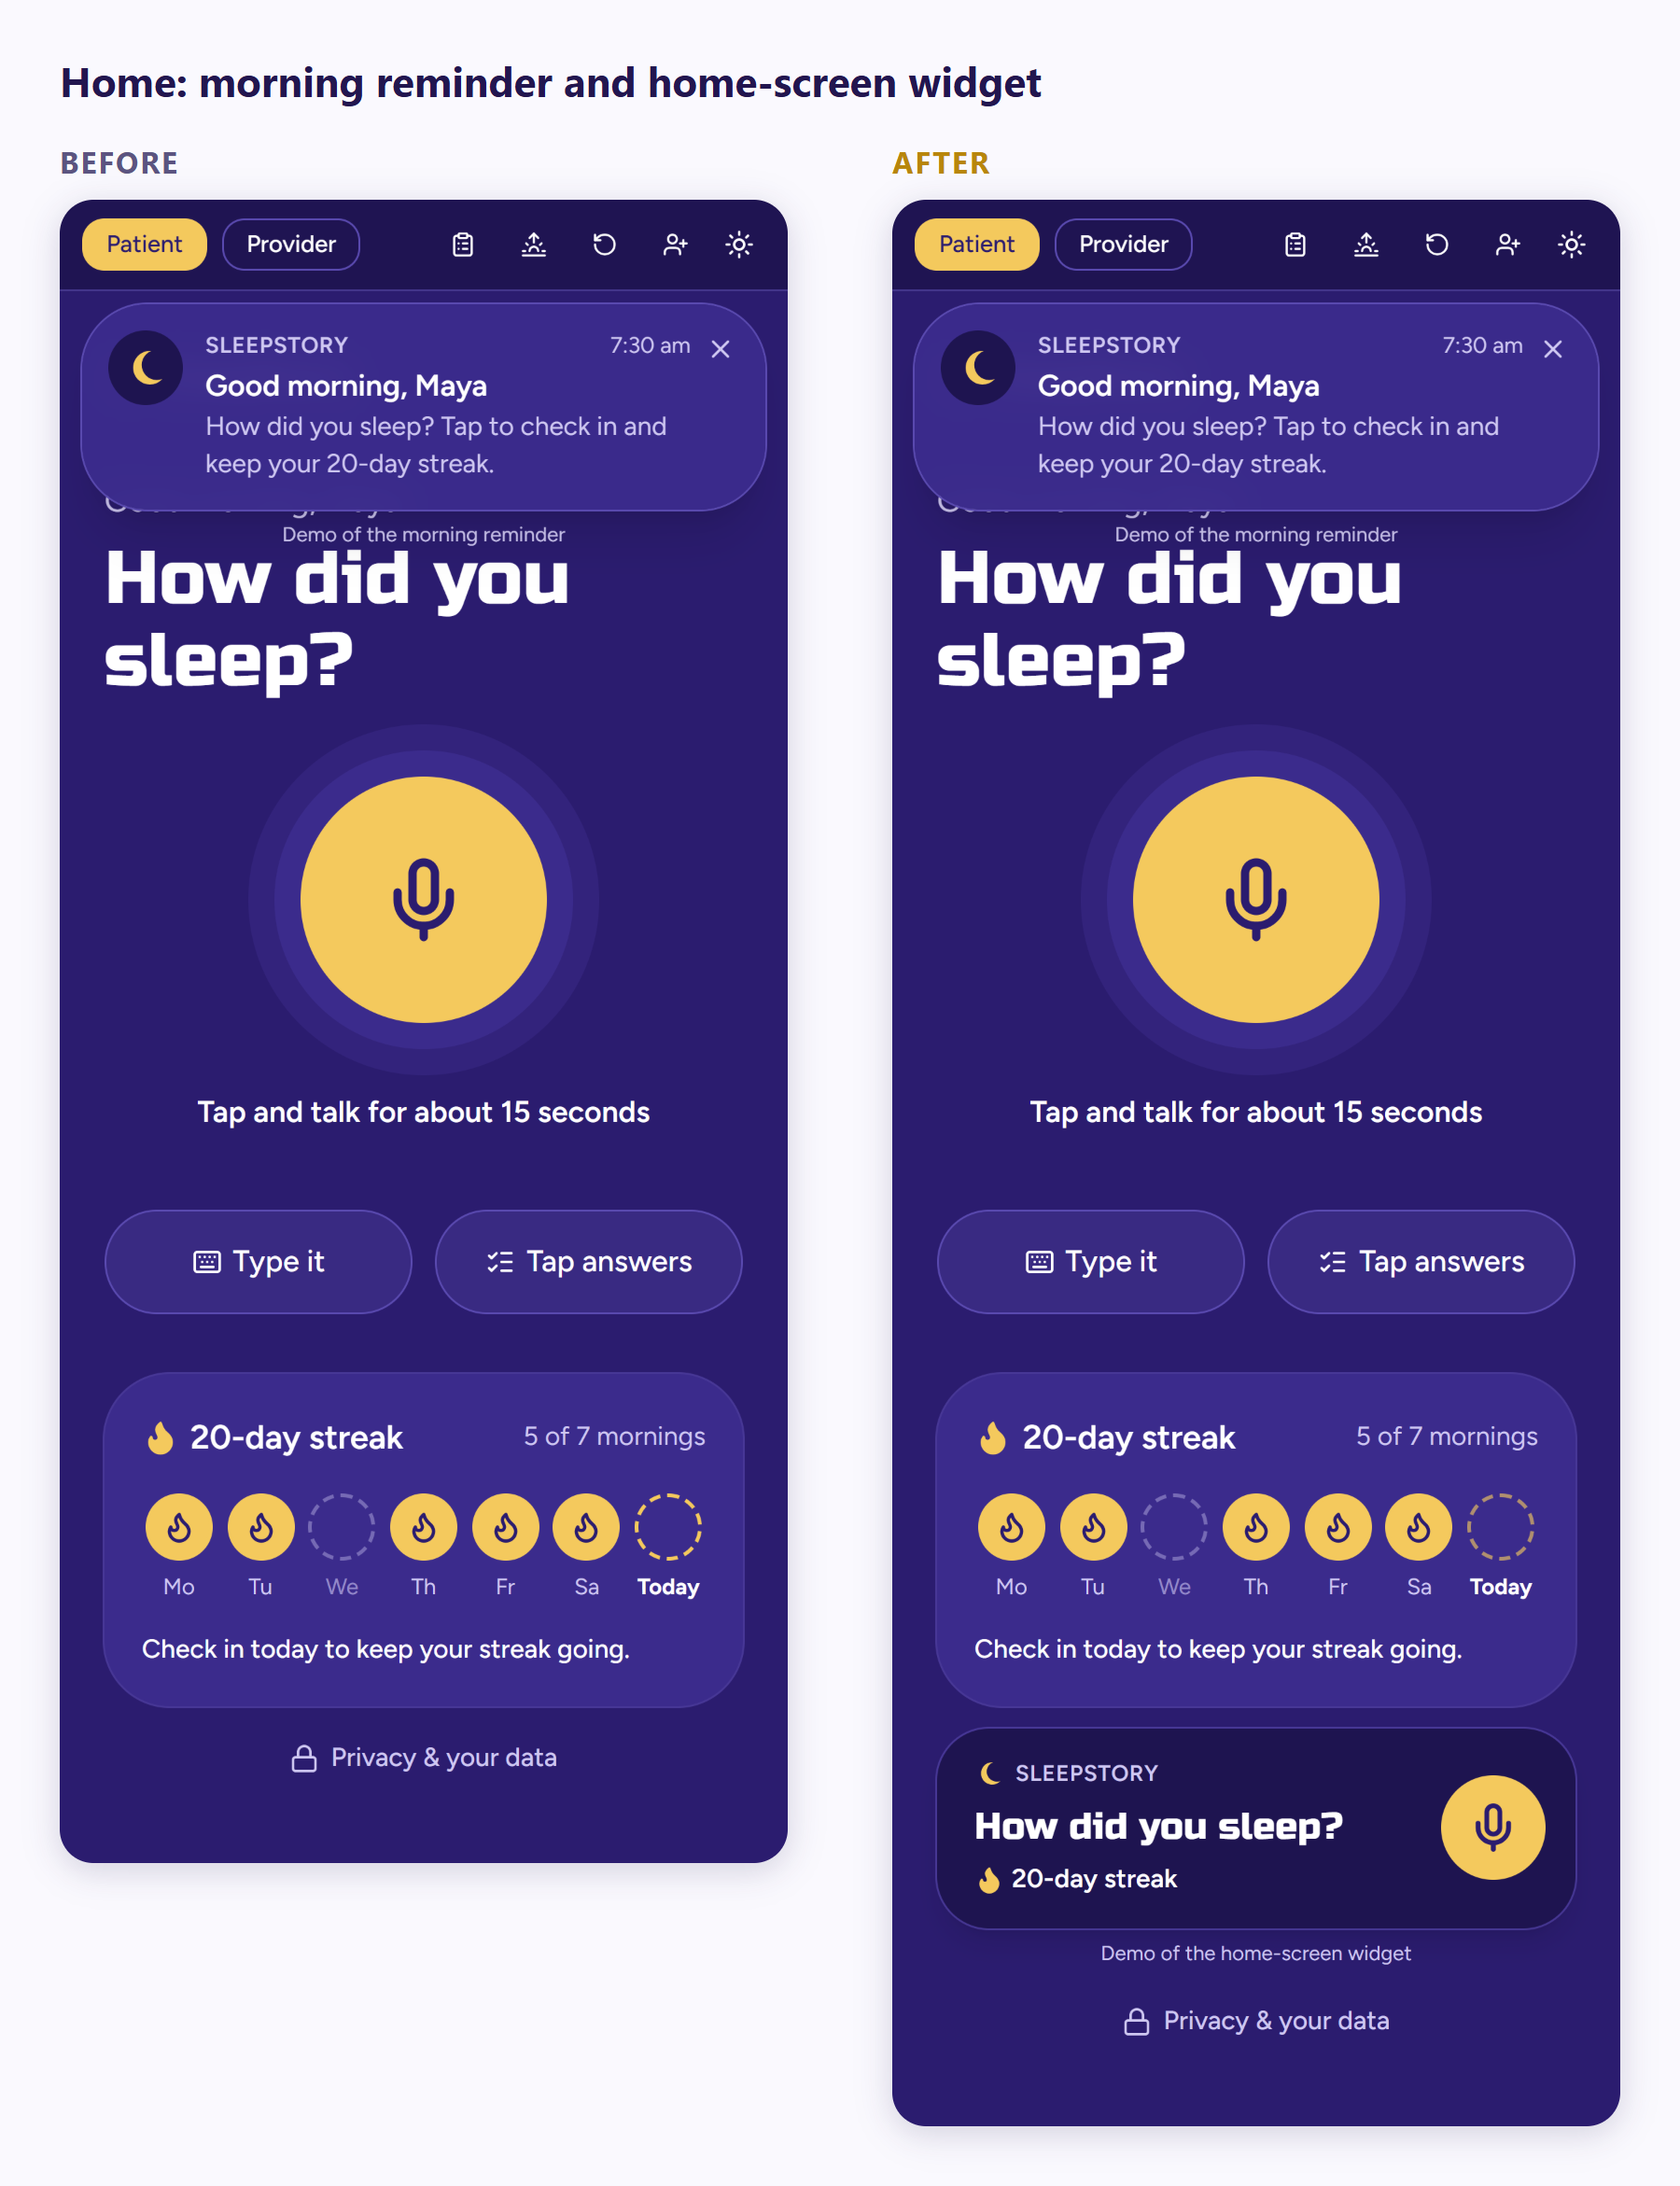 Home: morning reminder and home-screen widget
BEFORE
Patient
Provider
SLEEPSTORY
7:30 am
Good morning, Maya
How did you sleep? Tap to check in and
keep your 20-day streak.
Demo of the morning reminder
How did you
sleep?
Tap and talk for about 15 seconds
Type it
Tap answers
20-day streak
5 of 7 mornings
Mo Tu We Th Fr Sa Today
Check in today to keep your streak going.
Privacy & your data
AFTER
Patient
Provider
SLEEPSTORY
7:30 am
Good morning, Maya
How did you sleep? Tap to check in and
keep your 20-day streak.
Demo of the morning reminder
How did you
sleep?
Tap and talk for about 15 seconds
Type it
Tap answers
20-day streak
5 of 7 mornings
Mo Tu We Th Fr Sa Today
Check in today to keep your streak going.
SLEEPSTORY
How did you sleep?
20-day streak
Demo of the home-screen widget
Privacy & your data